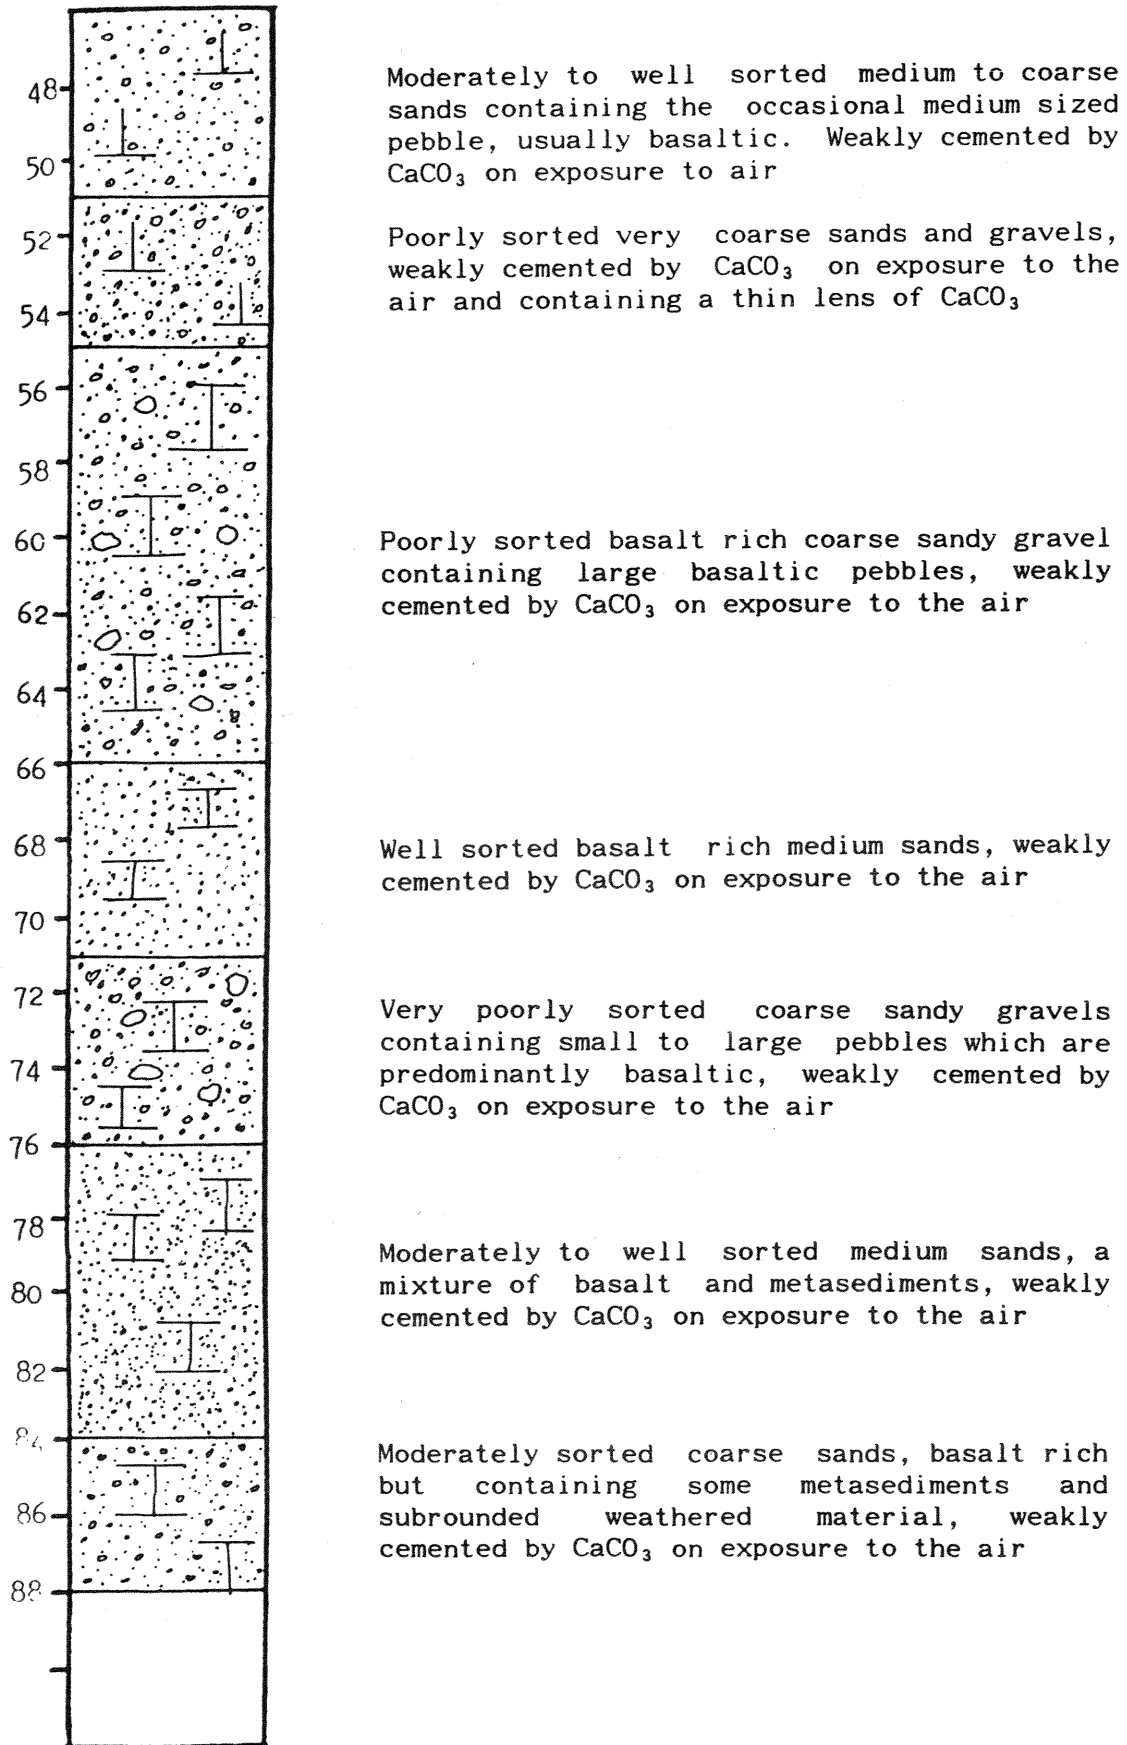 48
Moderately to well sorted medium to coarse
sands containing the occasional medium sized
pebble, usually basaltic. Weakly cemented by
50
CaCO₃ on exposure to air
52
Poorly sorted very coarse sands and gravels,
weakly cemented by CaCO₃ on exposure to the
air and containing a thin lens of CaCO₃
54
56
58
60
Poorly sorted basalt rich coarse sandy gravel
containing large basaltic pebbles, weakly
cemented by CaCO₃ on exposure to the air
62
64
66
68
Well sorted basalt rich medium sands, weakly
cemented by CaCO₃ on exposure to the air
70
72
Very poorly sorted coarse sandy gravels
containing small to large pebbles which are
predominantly basaltic, weakly cemented by
CaCO₃ on exposure to the air
74
76
78
Moderately to well sorted medium sands, a
mixture of basalt and metasediments, weakly
cemented by CaCO₃ on exposure to the air
80
82
84
Moderately sorted coarse sands, basalt rich
but containing some metasediments and
subrounded weathered material, weakly
cemented by CaCO₃ on exposure to the air
86
88